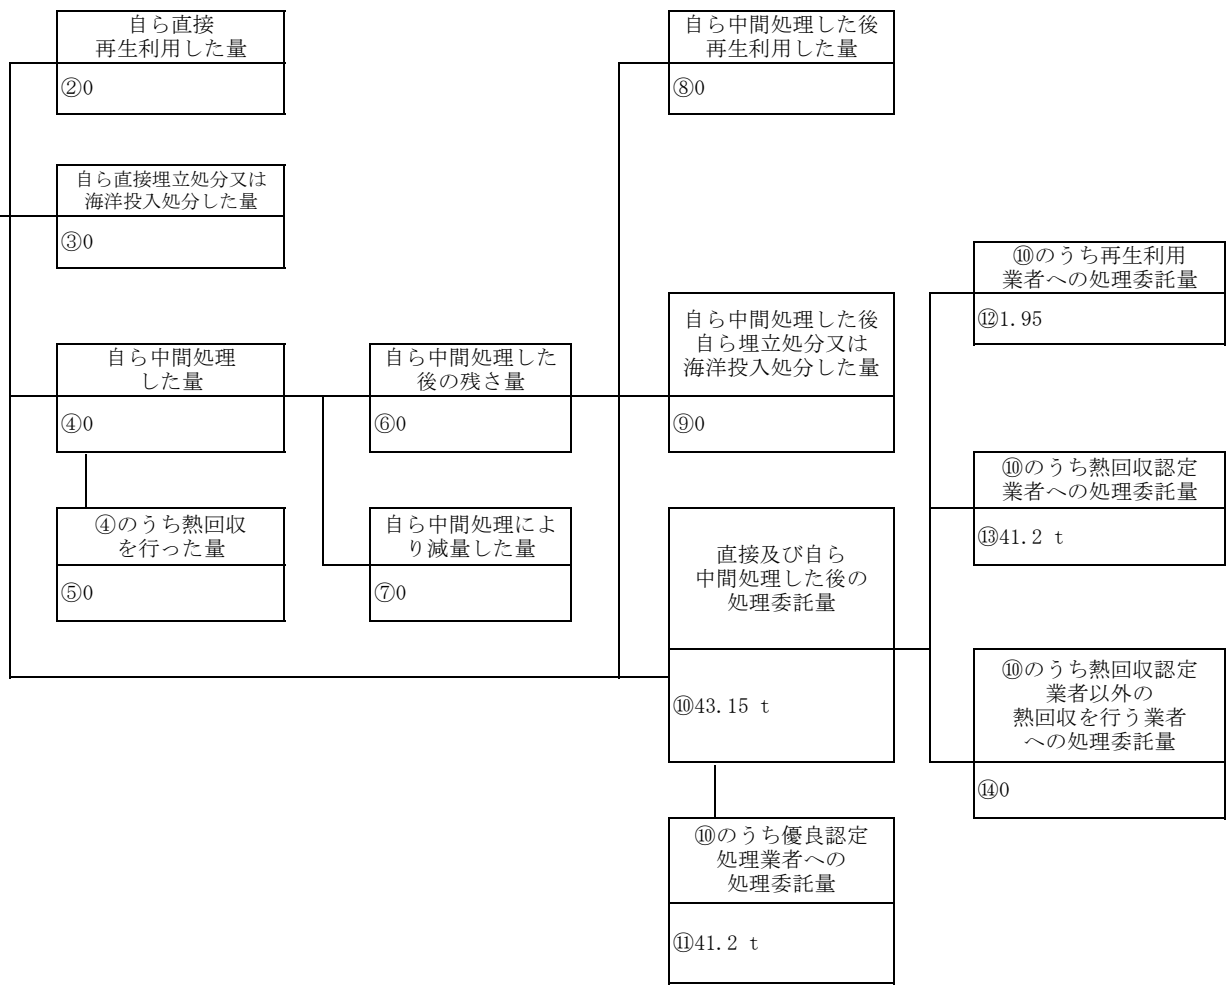 自ら直接
再生利用した量
②0
自ら直接埋立処分又は
海洋投入処分した量
③0
自ら中間処理
した量
④0
④のうち熱回収
を行った量
⑤0
自ら中間処理した
後の残さ量
⑥0
自ら中間処理によ
り減量した量
⑦0
自ら中間処理した後
再生利用した量
⑧0
自ら中間処理した後
自ら埋立処分又は
海洋投入処分した量
⑨0
直接及び自ら
中間処理した後の
処理委託量
⑩43.15 t
⑩のうち優良認定
処理業者への
処理委託量
⑪41.2 t
⑩のうち再生利用
業者への処理委託量
⑫1.95
⑩のうち熱回収認定
業者への処理委託量
⑬41.2 t
⑩のうち熱回収認定
業者以外の
熱回収を行う業者
への処理委託量
⑭0